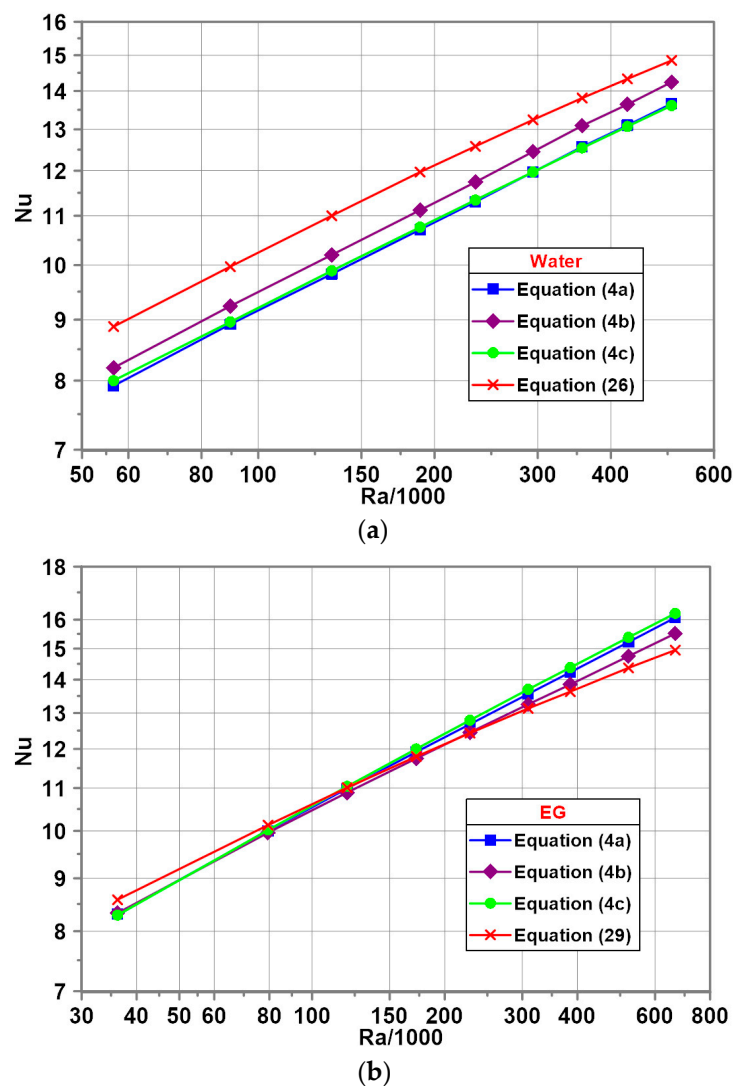 16
15
14
13
12
11
10
9
8
7
Nu
Water
Equation (4a)
Equation (4b)
Equation (4c)
Equation (26)
50 60 80 100 150 200 300 400 600
Ra/1000
(a)
18
16
15
14
13
12
11
10
9
8
7
Nu
EG
Equation (4a)
Equation (4b)
Equation (4c)
Equation (29)
30 40 50 60 80 100 150 200 300 400 600 800
Ra/1000
(b)